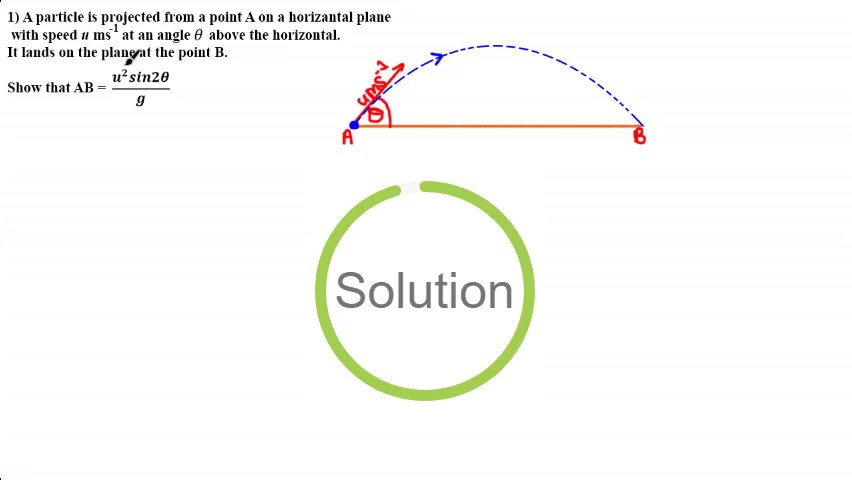 1) A particle is projected from a point A on a horizantal plane
with speed u ms⁻¹ at an angle θ above the horizontal.
It lands on the plane at the point B.
Show that AB = u²sin2θ / g
u ms⁻¹
θ
A
B
Solution